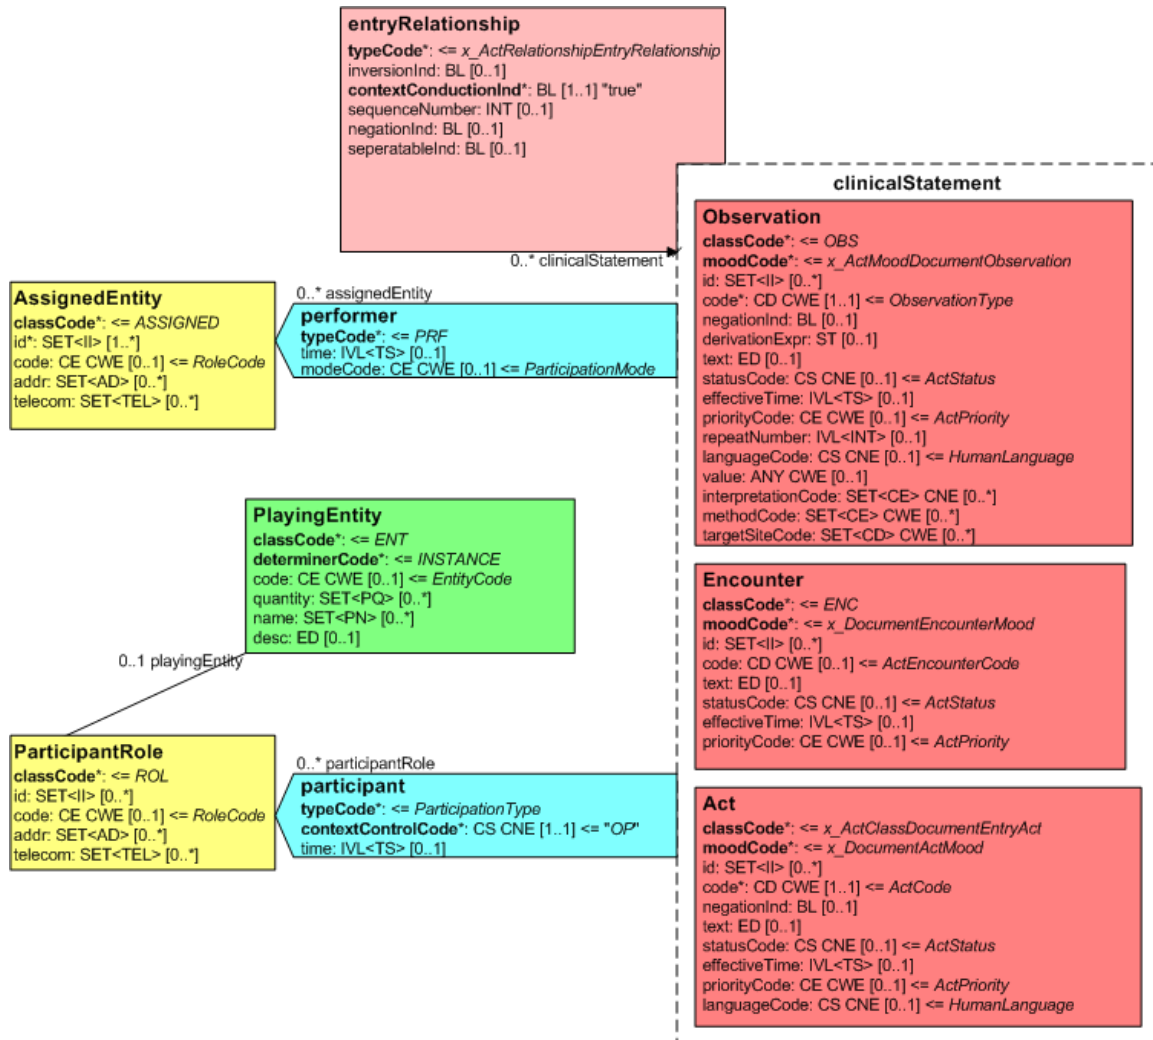 entryRelationship
typeCode*: <= x_ActRelationshipEntryRelationship
inversionInd: BL [0..1]
contextConductionInd*: BL [1..1] "true"
sequenceNumber: INT [0..1]
negationInd: BL [0..1]
seperatableInd: BL [0..1]
0..* clinicalStatement
clinicalStatement
Observation
classCode*: <= OBS
moodCode*: <= x_ActMoodDocumentObservation
id: SET<II> [0..*]
code*: CD CWE [1..1] <= ObservationType
negationInd: BL [0..1]
derivationExpr: ST [0..1]
text: ED [0..1]
statusCode: CS CNE [0..1] <= ActStatus
effectiveTime: IVL<TS> [0..1]
priorityCode: CE CWE [0..1] <= ActPriority
repeatNumber: IVL<INT> [0..1]
languageCode: CS CNE [0..1] <= HumanLanguage
value: ANY CWE [0..1]
interpretationCode: SET<CE> CNE [0..*]
methodCode: SET<CE> CWE [0..*]
targetSiteCode: SET<CD> CWE [0..*]
AssignedEntity
classCode*: <= ASSIGNED
id*: SET<II> [1..*]
code: CE CWE [0..1] <= RoleCode
addr: SET<AD> [0..*]
telecom: SET<TEL> [0..*]
0..* assignedEntity
performer
typeCode*: <= PRF
time: IVL<TS> [0..1]
modeCode: CE CWE [0..1] <= ParticipationMode
PlayingEntity
classCode*: <= ENT
determinerCode*: <= INSTANCE
code: CE CWE [0..1] <= EntityCode
quantity: SET<PQ> [0..*]
name: SET<PN> [0..*]
desc: ED [0..1]
0..1 playingEntity
Encounter
classCode*: <= ENC
moodCode*: <= x_DocumentEncounterMood
id: SET<II> [0..*]
code: CD CWE [0..1] <= ActEncounterCode
text: ED [0..1]
statusCode: CS CNE [0..1] <= ActStatus
effectiveTime: IVL<TS> [0..1]
priorityCode: CE CWE [0..1] <= ActPriority
ParticipantRole
classCode*: <= ROL
id: SET<II> [0..*]
code: CE CWE [0..1] <= RoleCode
addr: SET<AD> [0..*]
telecom: SET<TEL> [0..*]
0..* participantRole
participant
typeCode*: <= ParticipationType
contextControlCode*: CS CNE [1..1] <= "OP"
time: IVL<TS> [0..1]
Act
classCode*: <= x_ActClassDocumentEntryAct
moodCode*: <= x_DocumentActMood
id: SET<II> [0..*]
code*: CD CWE [1..1] <= ActCode
negationInd: BL [0..1]
text: ED [0..1]
statusCode: CS CNE [0..1] <= ActStatus
effectiveTime: IVL<TS> [0..1]
priorityCode: CE CWE [0..1] <= ActPriority
languageCode: CS CNE [0..1] <= HumanLanguage